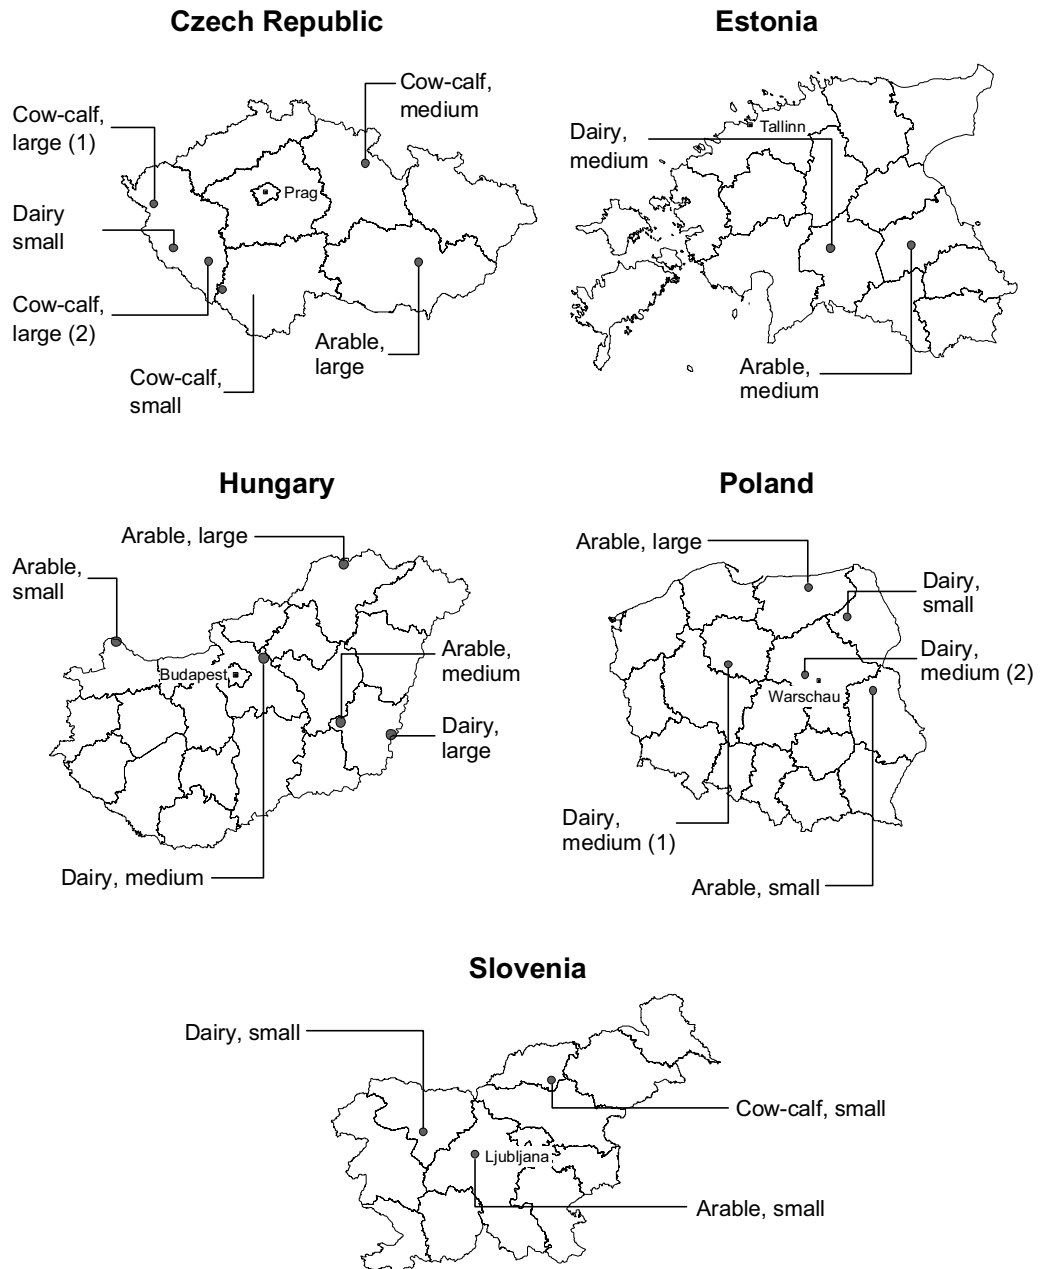 Czech Republic
Estonia
Cow-calf,
medium
Cow-calf,
large (1)
Prag
Dairy
small
Cow-calf,
large (2)
Arable,
large
Cow-calf,
small
Tallinn
Dairy,
medium
Arable,
medium
Hungary
Poland
Arable, large
Arable,
small
Budapest
Arable,
medium
Dairy,
large
Dairy, medium
Arable, large
Dairy,
small
Dairy,
medium (2)
Warschau
Dairy,
medium (1)
Arable, small
Slovenia
Dairy, small
Cow-calf, small
Ljubljana
Arable, small